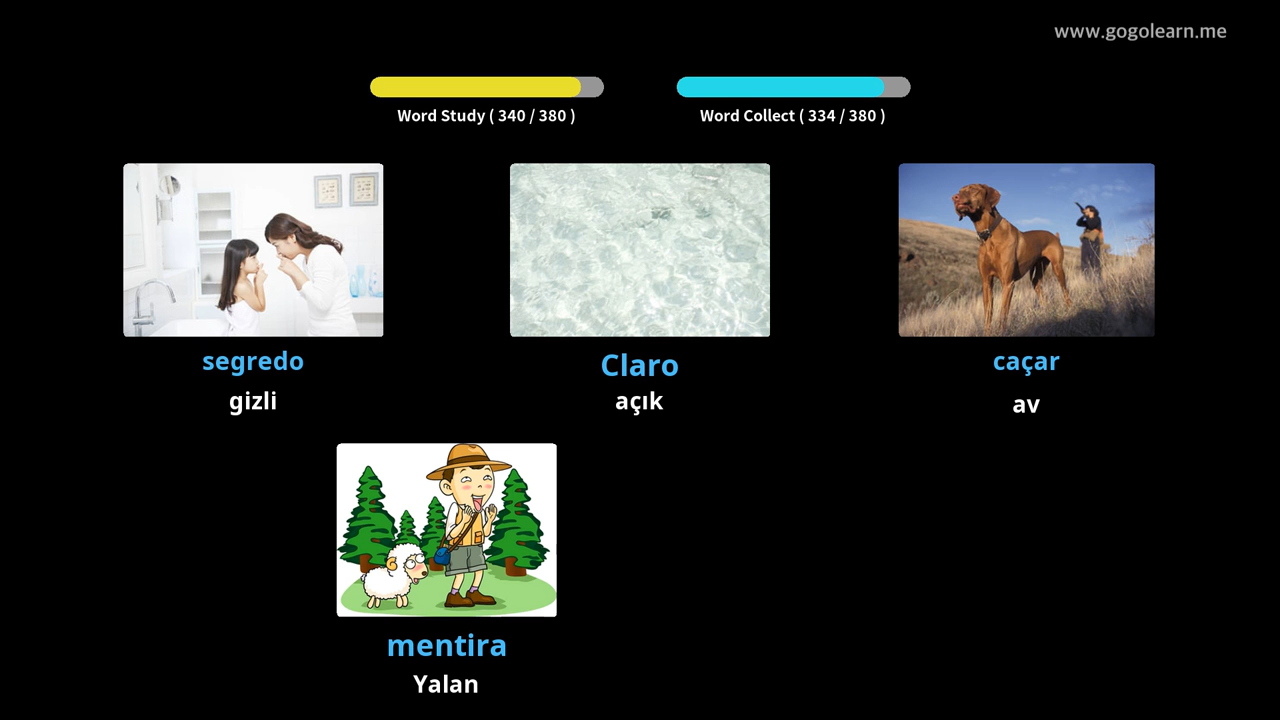 www.gogolearn.me
Word Study ( 340 / 380 )
Word Collect ( 334 / 380 )
segredo
gizli
Claro
açık
caçar
av
mentira
Yalan